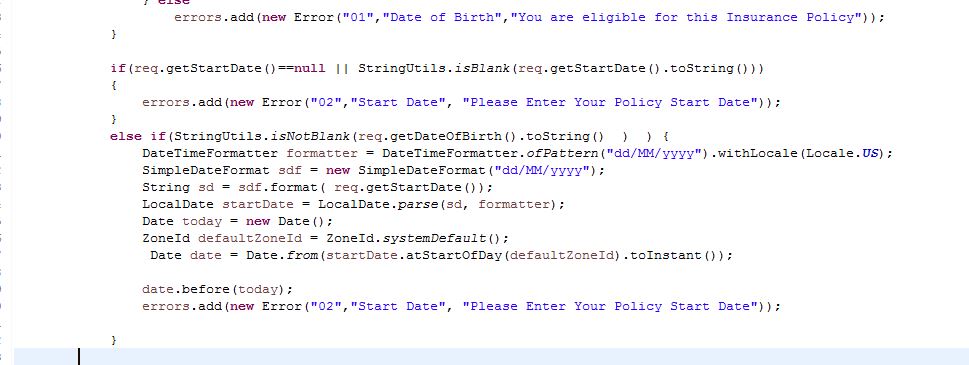 } else
errors.add(new Error("01","Date of Birth","You are eligible for this Insurance Policy"));
}
if(req.getStartDate()==null || StringUtils.isBlank(req.getStartDate().toString()))
{
errors.add(new Error("02","Start Date", "Please Enter Your Policy Start Date"));
}
else if(StringUtils.isNotBlank(req.getDateOfBirth().toString()  )  ) {
DateTimeFormatter formatter = DateTimeFormatter.ofPattern("dd/MM/yyyy").withLocale(Locale.US);
SimpleDateFormat sdf = new SimpleDateFormat("dd/MM/yyyy");
String sd = sdf.format( req.getStartDate());
LocalDate startDate = LocalDate.parse(sd, formatter);
Date today = new Date();
ZoneId defaultZoneId = ZoneId.systemDefault();
Date date = Date.from(startDate.atStartOfDay(defaultZoneId).toInstant());
date.before(today);
errors.add(new Error("02","Start Date", "Please Enter Your Policy Start Date"));
}